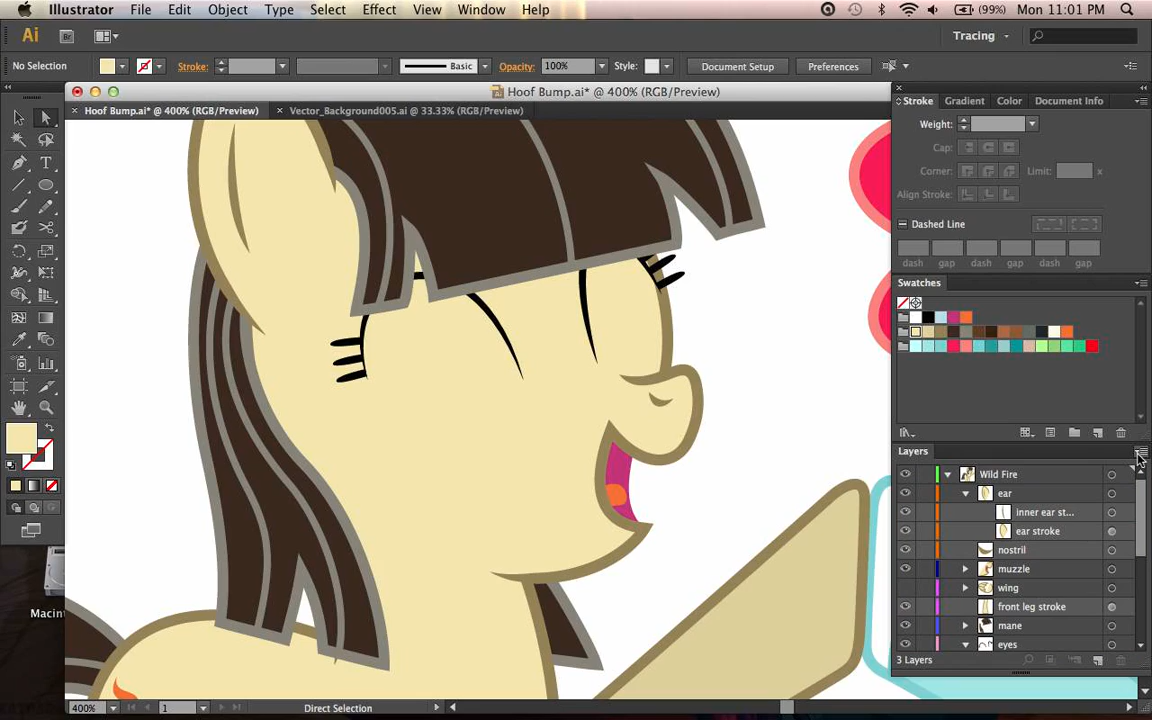 Illustrator File Edit Object Type Select Effect View Window Help (99%) Mon 11:01 PM
Ai Br Tracing
No Selection Stroke: Basic Opacity: 100% Style: Document Setup Preferences
Hoof Bump.ai* @ 400% (RGB/Preview)
Hoof Bump.ai* @ 400% (RGB/Preview) Vector_Background005.ai @ 33.33% (RGB/Preview)
Stroke Gradient Color Document Info
Weight:
Cap:
Corner: Limit: x
Align Stroke:
Dashed Line
dash gap dash gap dash gap
Swatches
Layers
Wild Fire
ear
inner ear st...
ear stroke
nostril
muzzle
wing
front leg stroke
mane
eyes
3 Layers
Macint
400% 1 Direct Selection